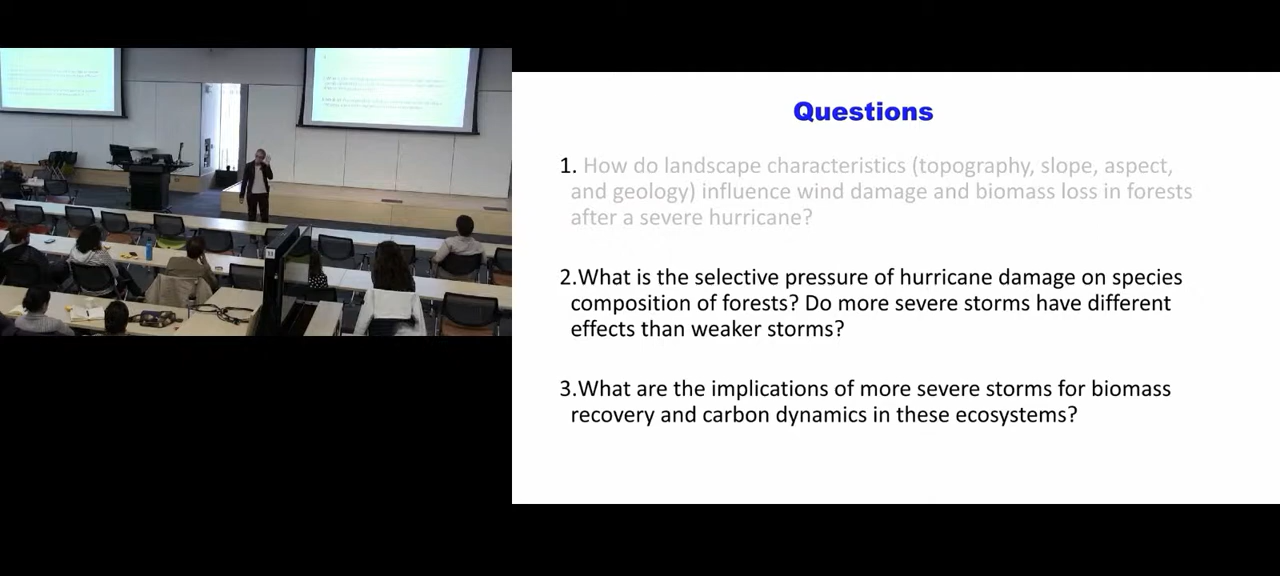 Questions
1. How do landscape characteristics (topography, slope, aspect,
and geology) influence wind damage and biomass loss in forests
after a severe hurricane?
2.What is the selective pressure of hurricane damage on species
composition of forests? Do more severe storms have different
effects than weaker storms?
3.What are the implications of more severe storms for biomass
recovery and carbon dynamics in these ecosystems?